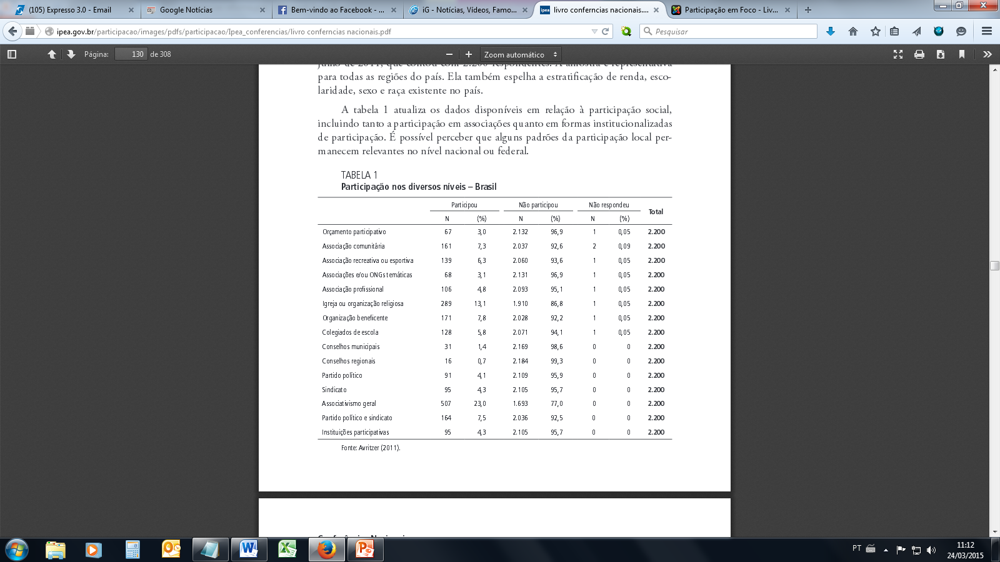 (105) Expresso 3.0 - Email
Google Notícias
Bem-vindo ao Facebook - ...
iG - Notícias, Vídeos, Famo...
ipea livro conferncias nacionais....
Participação em Foco - Liv...
ipea.gov.br/participacao/images/pdfs/participacao/Ipea_conferencias/livro conferncias nacionais.pdf
Pesquisar
Página: 130 de 308
Zoom automático
julho de 2011, que contou com 2.200 respondentes. A amostra é representativa
para todas as regiões do país. Ela também espelha a estratificação de renda, esco-
laridade, sexo e raça existente no país.
A tabela 1 atualiza os dados disponíveis em relação à participação social,
incluindo tanto a participação em associações quanto em formas institucionalizadas
de participação. É possível perceber que alguns padrões da participação local per-
manecem relevantes no nível nacional ou federal.
TABELA 1
Participação nos diversos níveis – Brasil
Participou Não participou Não respondeu Total
N (%) N (%) N (%)
Orçamento participativo 67 3,0 2.132 96,9 1 0,05 2.200
Associação comunitária 161 7,3 2.037 92,6 2 0,09 2.200
Associação recreativa ou esportiva 139 6,3 2.060 93,6 1 0,05 2.200
Associações e/ou ONGs temáticas 68 3,1 2.131 96,9 1 0,05 2.200
Associação profissional 106 4,8 2.093 95,1 1 0,05 2.200
Igreja ou organização religiosa 289 13,1 1.910 86,8 1 0,05 2.200
Organização beneficente 171 7,8 2.028 92,2 1 0,05 2.200
Colegiados de escola 128 5,8 2.071 94,1 1 0,05 2.200
Conselhos municipais 31 1,4 2.169 98,6 0 0 2.200
Conselhos regionais 16 0,7 2.184 99,3 0 0 2.200
Partido político 91 4,1 2.109 95,9 0 0 2.200
Sindicato 95 4,3 2.105 95,7 0 0 2.200
Associativismo geral 507 23,0 1.693 77,0 0 0 2.200
Partido político e sindicato 164 7,5 2.036 92,5 0 0 2.200
Instituições participativas 95 4,3 2.105 95,7 0 0 2.200
Fonte: Avritzer (2011).
PT
11:12
24/03/2015